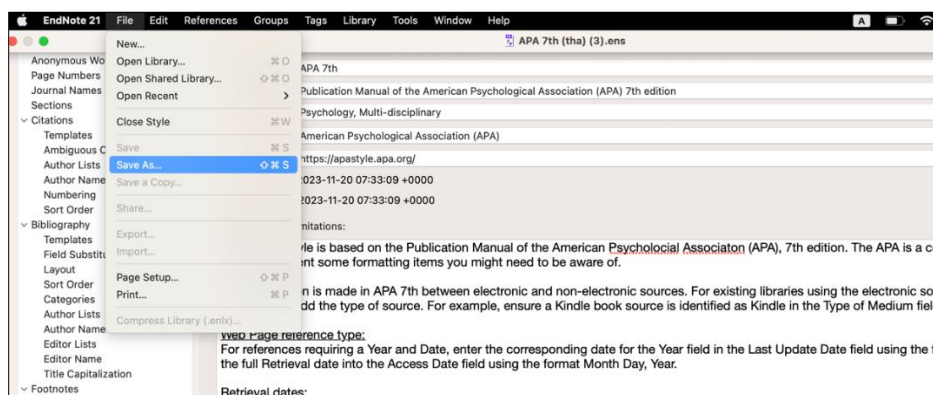 EndNote 21 File Edit References Groups Tags Library Tools Window Help A
APA 7th (tha) (3).ens
Anonymous Wo
Page Numbers
Journal Names
Sections
Citations
Templates
Ambiguous C
Author Lists
Author Name
Numbering
Sort Order
Bibliography
Templates
Field Substitu
Layout
Sort Order
Categories
Author Lists
Author Name
Editor Lists
Editor Name
Title Capitalization
Footnotes
New...
Open Library... ⌘ O
Open Shared Library... ⇧ ⌘ O
Open Recent >
Close Style ⌘ W
Save ⌘ S
Save As... ⇧ ⌘ S
Save a Copy...
Share...
Export...
Import...
Page Setup... ⇧ ⌘ P
Print... ⌘ P
Compress Library (.enlx)...
APA 7th
Publication Manual of the American Psychological Association (APA) 7th edition
Psychology, Multi-disciplinary
American Psychological Association (APA)
https://apastyle.apa.org/
2023-11-20 07:33:09 +0000
2023-11-20 07:33:09 +0000
mitations:
yle is based on the Publication Manual of the American Psycholocial Associaton (APA), 7th edition. The APA is a c
ent some formatting items you might need to be aware of.
n is made in APA 7th between electronic and non-electronic sources. For existing libraries using the electronic so
dd the type of source. For example, ensure a Kindle book source is identified as Kindle in the Type of Medium fiel
Web Page reference type:
For references requiring a Year and Date, enter the corresponding date for the Year field in the Last Update Date field using the
the full Retrieval date into the Access Date field using the format Month Day, Year.
Retrieval dates: